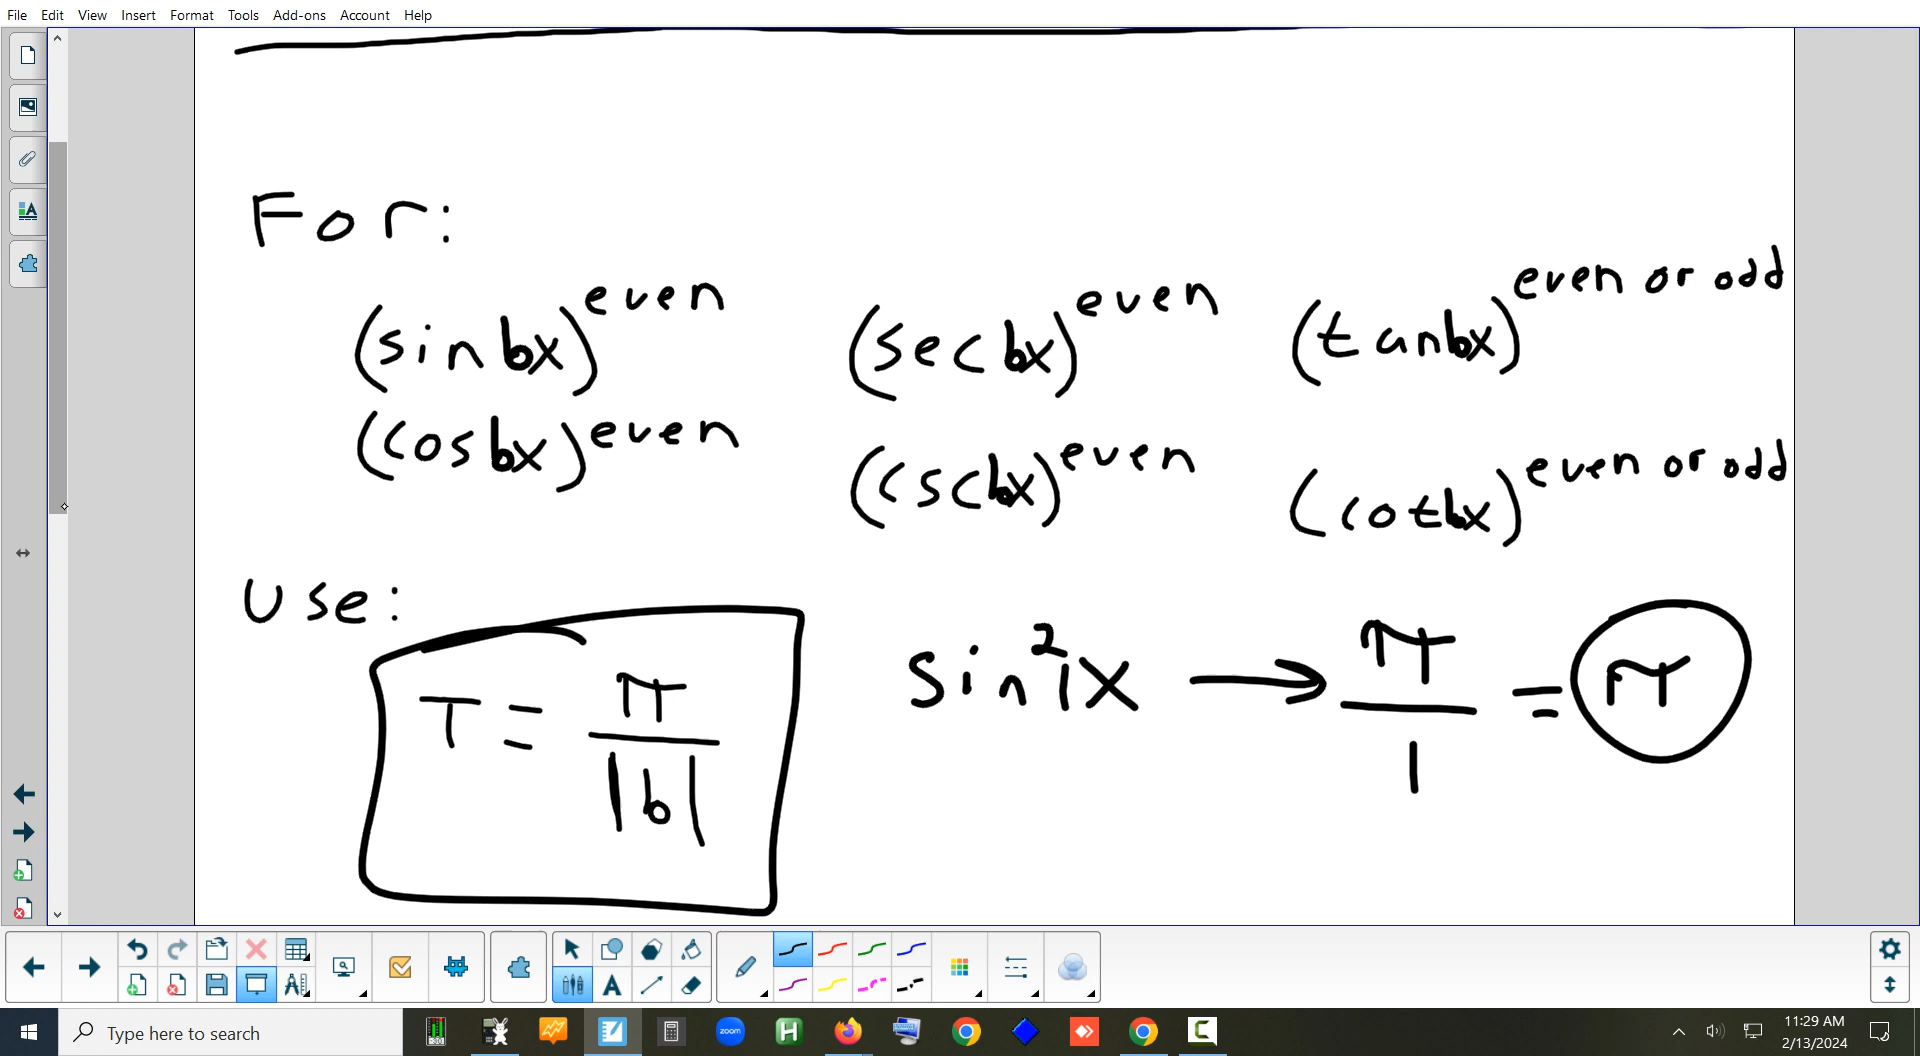 File Edit View Insert Format Tools Add-ons Account Help
For:
(sin bx)^even (sec bx)^even (tan bx)^even or odd
(cos bx)^even (csc bx)^even (cot bx)^even or odd
Use:
T = π/|b| sin²1x → π/1 = π
Type here to search
zoom
11:29 AM
2/13/2024